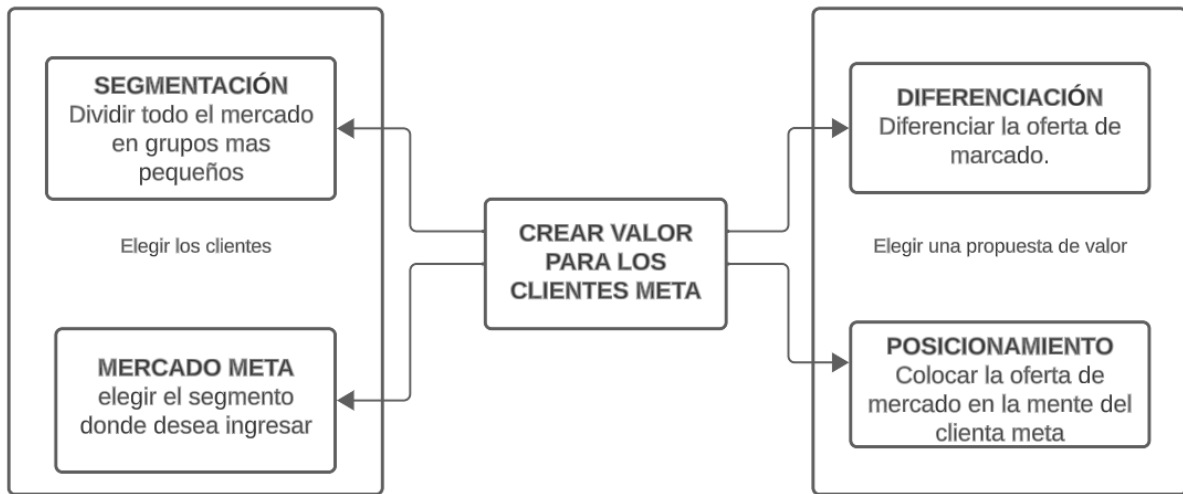 SEGMENTACIÓN
Dividir todo el mercado
en grupos mas
pequeños
Elegir los clientes
MERCADO META
elegir el segmento
donde desea ingresar
CREAR VALOR
PARA LOS
CLIENTES META
DIFERENCIACIÓN
Diferenciar la oferta de
marcado.
Elegir una propuesta de valor
POSICIONAMIENTO
Colocar la oferta de
mercado en la mente del
clienta meta